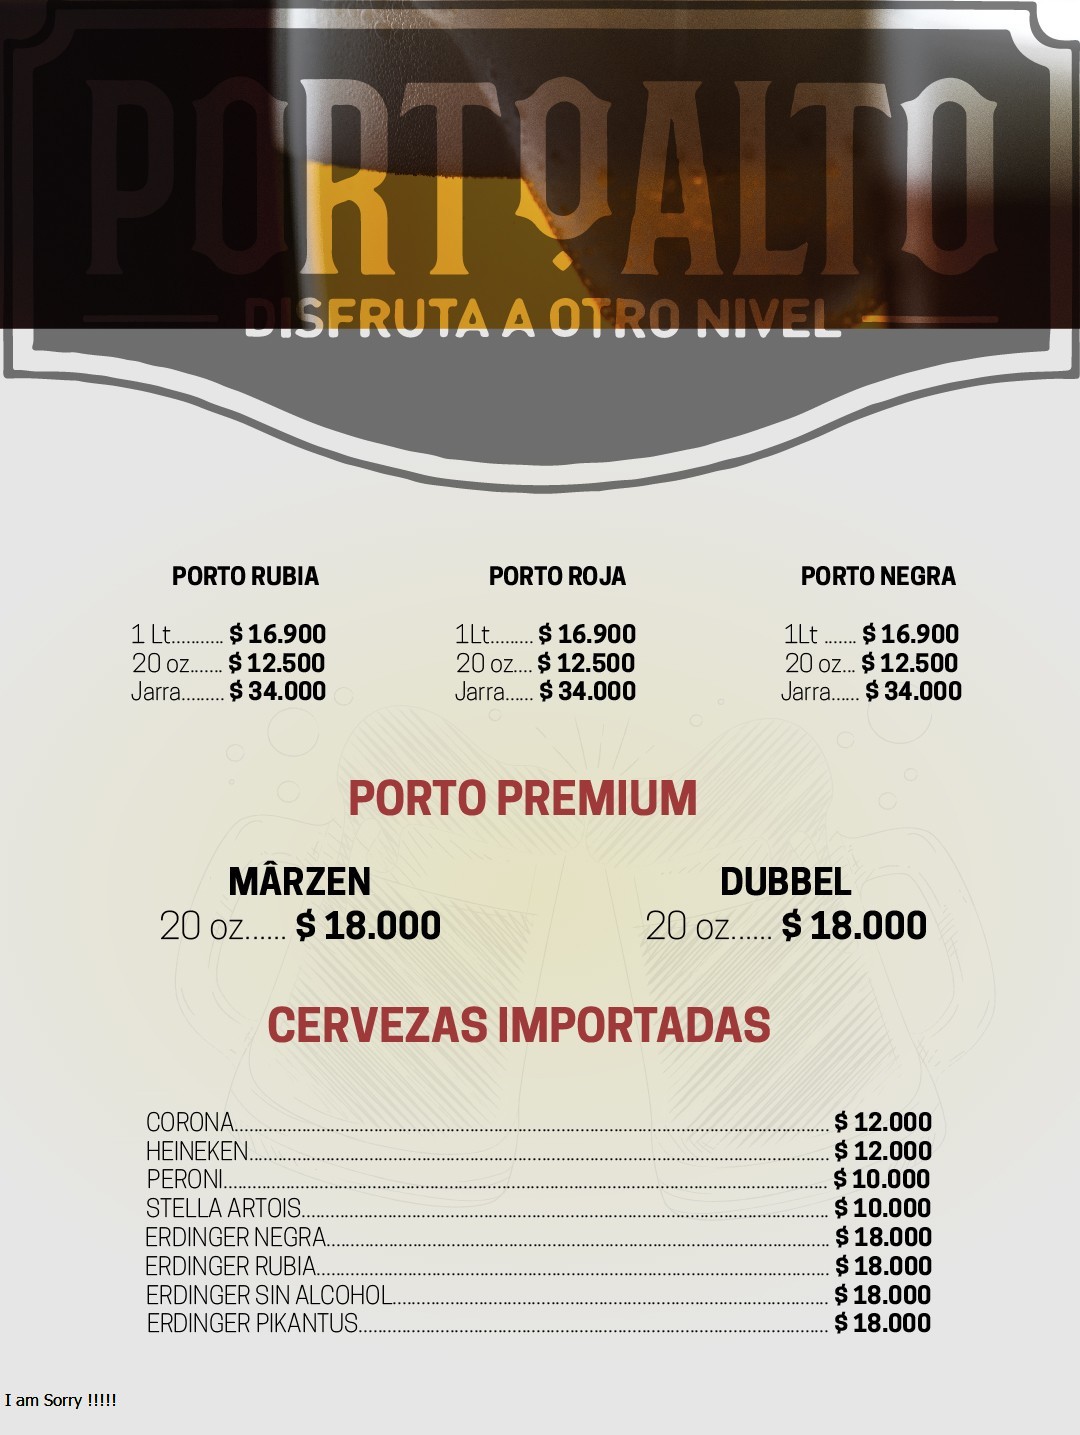 PORTOALTO
DISFRUTA A OTRO NIVEL
PORTO RUBIA
1 Lt.......... $ 16.900
20 oz....... $ 12.500
Jarra......... $ 34.000
PORTO ROJA
1Lt......... $ 16.900
20 oz.... $ 12.500
Jarra...... $ 34.000
PORTO NEGRA
1Lt ...... $ 16.900
20 oz... $ 12.500
Jarra...... $ 34.000
PORTO PREMIUM
MÂRZEN
20 oz...... $ 18.000
DUBBEL
20 oz...... $ 18.000
CERVEZAS IMPORTADAS
CORONA.......... $ 12.000
HEINEKEN.......... $ 12.000
PERONI.......... $ 10.000
STELLA ARTOIS.......... $ 10.000
ERDINGER NEGRA.......... $ 18.000
ERDINGER RUBIA.......... $ 18.000
ERDINGER SIN ALCOHOL.......... $ 18.000
ERDINGER PIKANTUS.......... $ 18.000
I am Sorry !!!!!